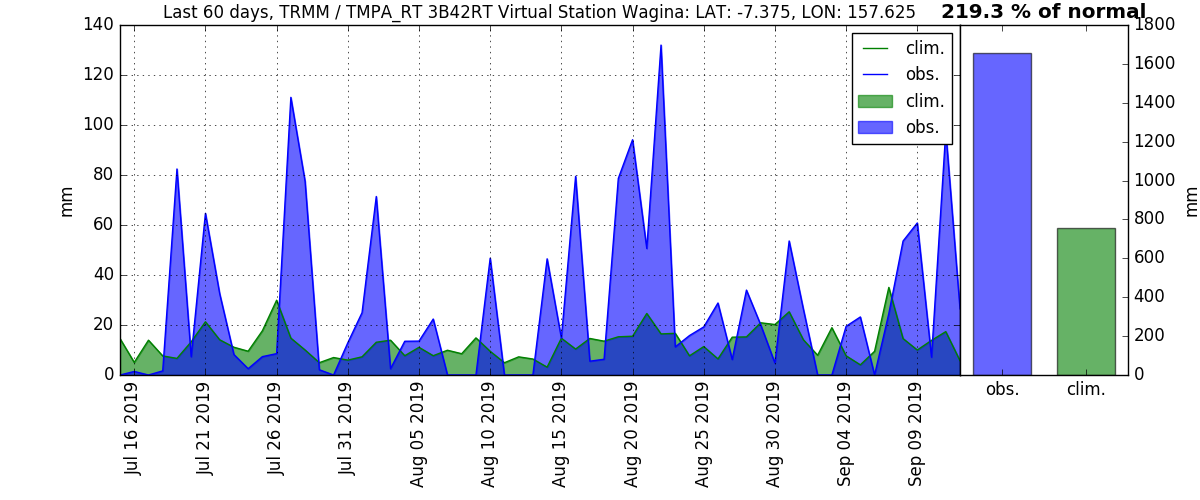 Last 60 days, TRMM / TMPA_RT 3B42RT Virtual Station Wagina: LAT: -7.375, LON: 157.625
219.3 % of normal
140
120
100
80
60
40
20
0
mm
clim.
obs.
clim.
obs.
1800
1600
1400
1200
1000
800
600
400
200
0
mm
Jul 16 2019
Jul 21 2019
Jul 26 2019
Jul 31 2019
Aug 05 2019
Aug 10 2019
Aug 15 2019
Aug 20 2019
Aug 25 2019
Aug 30 2019
Sep 04 2019
Sep 09 2019
obs.
clim.